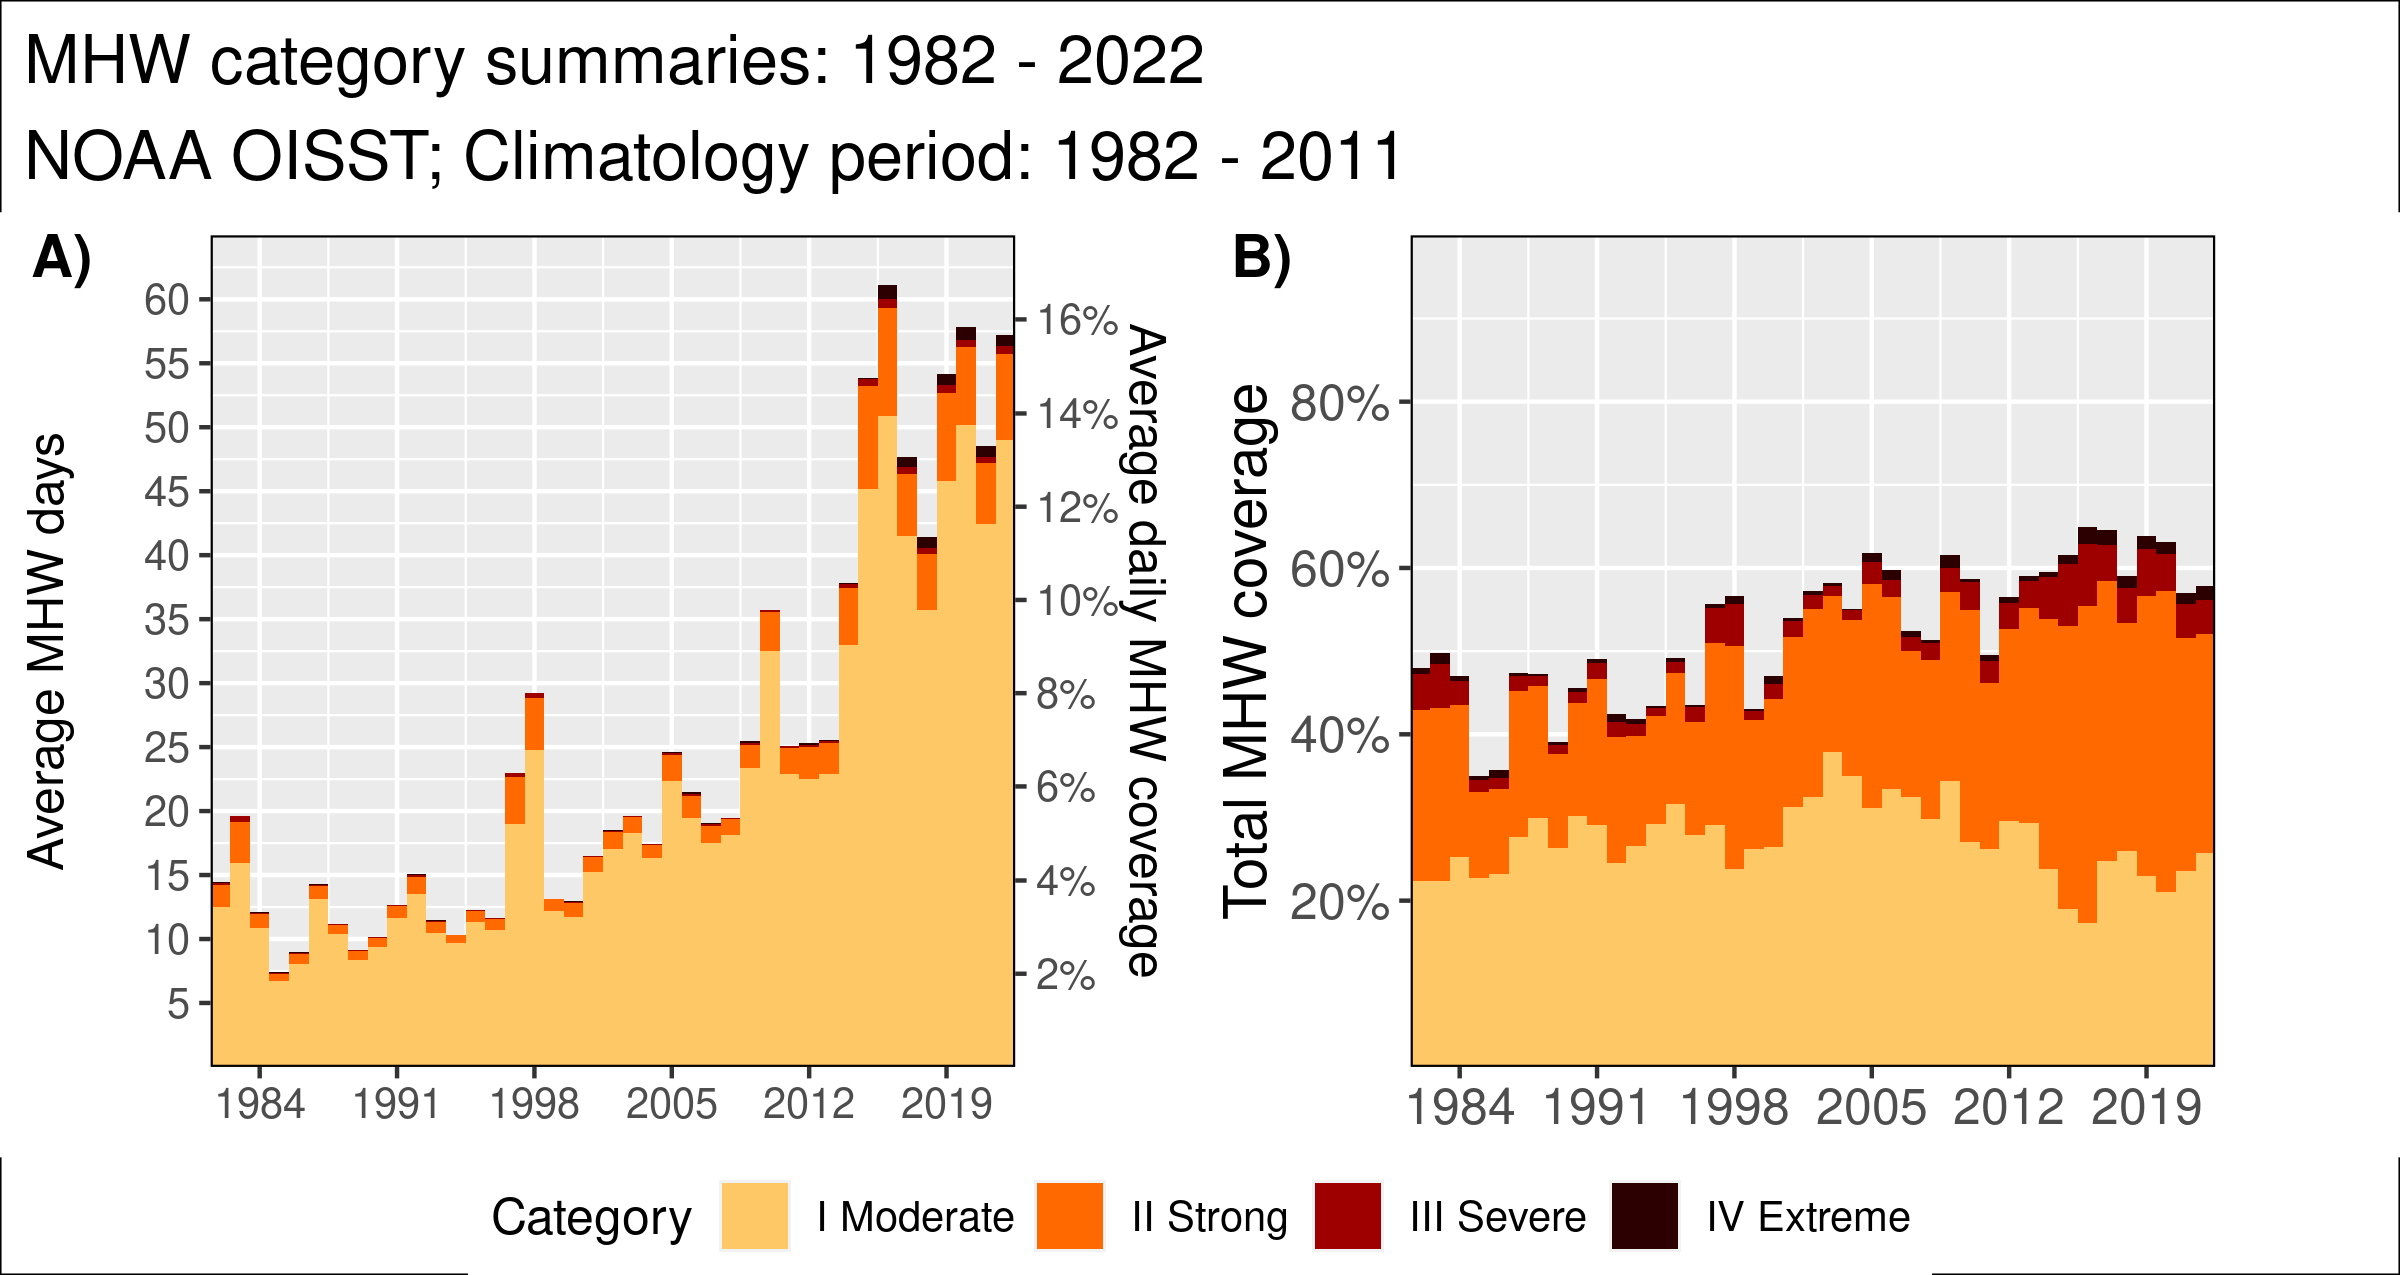 MHW category summaries: 1982 - 2022
NOAA OISST; Climatology period: 1982 - 2011
A)
Average MHW days
60
55
50
45
40
35
30
25
20
15
10
5
16%
14%
12%
10%
8%
6%
4%
2%
Average daily MHW coverage
1984 1991 1998 2005 2012 2019
B)
Total MHW coverage
80%
60%
40%
20%
1984 1991 1998 2005 2012 2019
Category I Moderate II Strong III Severe IV Extreme